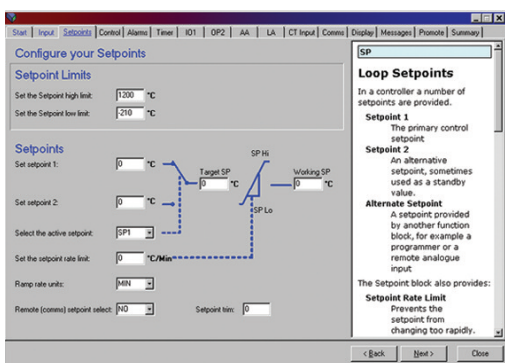 Start Input Setpoints Control Alarms Timer IO1 OP2 AA LA CT Input Comms Display Messages Promote Summary
Configure your Setpoints
Setpoint Limits
Set the Setpoint high limit: 1200 °C
Set the Setpoint low limit: -210 °C
Setpoints
SP Hi
Set setpoint 1: 0 °C
Target SP
0 °C
Working SP
0 °C
SP Lo
Set setpoint 2: 0 °C
Select the active setpoint: SP1
Set the setpoint rate limit: 0 °C/Min
Ramp rate units: MIN
Remote (comms) setpoint select: NO
Setpoint trim: 0
SP
Loop Setpoints
In a controller a number of
setpoints are provided.
Setpoint 1
The primary control
setpoint
Setpoint 2
An alternative
setpoint, sometimes
used as a standby
value.
Alternate Setpoint
A setpoint provided
by another function
block, for example a
programmer or a
remote analogue
input
The Setpoint block also provides:
Setpoint Rate Limit
Prevents the
setpoint from
changing too rapidly.
< Back Next > Close